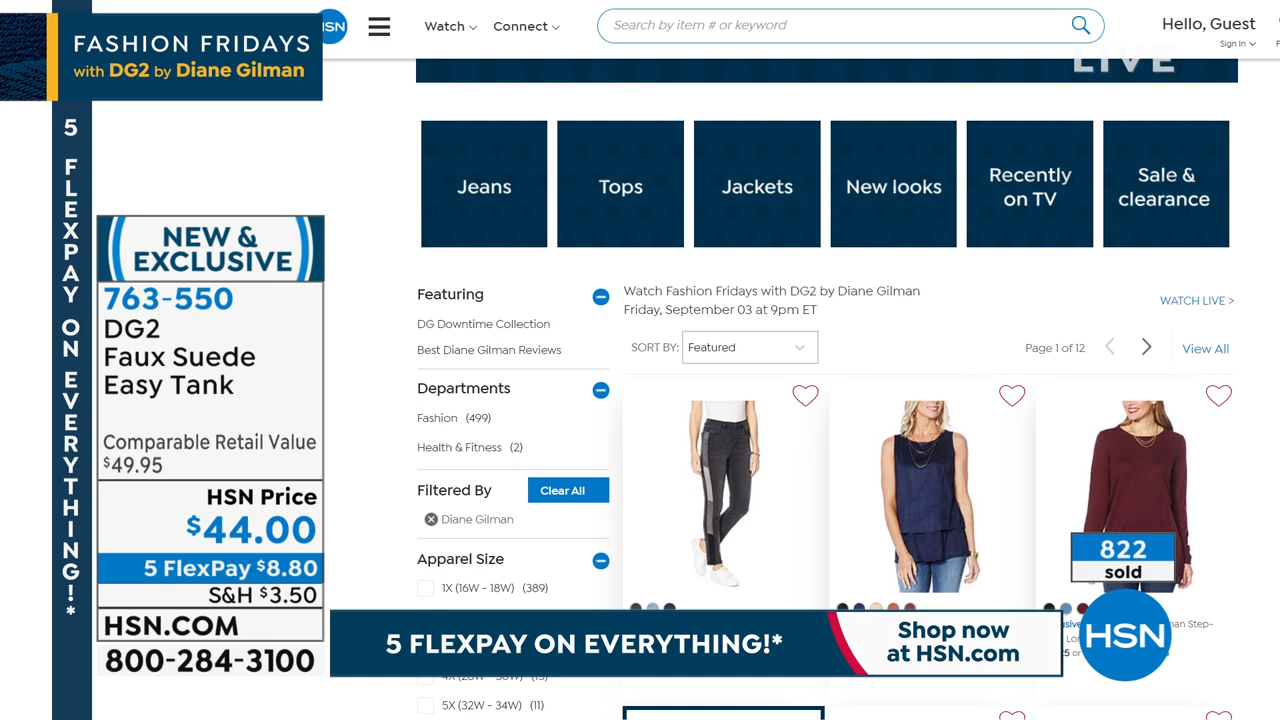 FASHION FRIDAYS
with DG2 by Diane Gilman
5 FLEXPAY ON EVERYTHING!*
NEW &
EXCLUSIVE
763-550
DG2
Faux Suede
Easy Tank
Comparable Retail Value
$49.95
HSN Price
$44.00
5 FlexPay $8.80
S&H $3.50
HSN.COM
800-284-3100
HSN
Watch
Connect
Search by item # or keyword
Hello, Guest
Sign In
LIVE
Jeans
Tops
Jackets
New looks
Recently
on TV
Sale &
clearance
Featuring
DG Downtime Collection
Best Diane Gilman Reviews
Departments
Fashion (499)
Health & Fitness (2)
Filtered By
Clear All
Diane Gilman
Apparel Size
1X (16W - 18W) (389)
5X (32W - 34W) (11)
Watch Fashion Fridays with DG2 by Diane Gilman
Friday, September 03 at 9pm ET
WATCH LIVE >
SORT BY: Featured
Page 1 of 12
View All
822
sold
5 FLEXPAY ON EVERYTHING!*
Shop now
at HSN.com
HSN